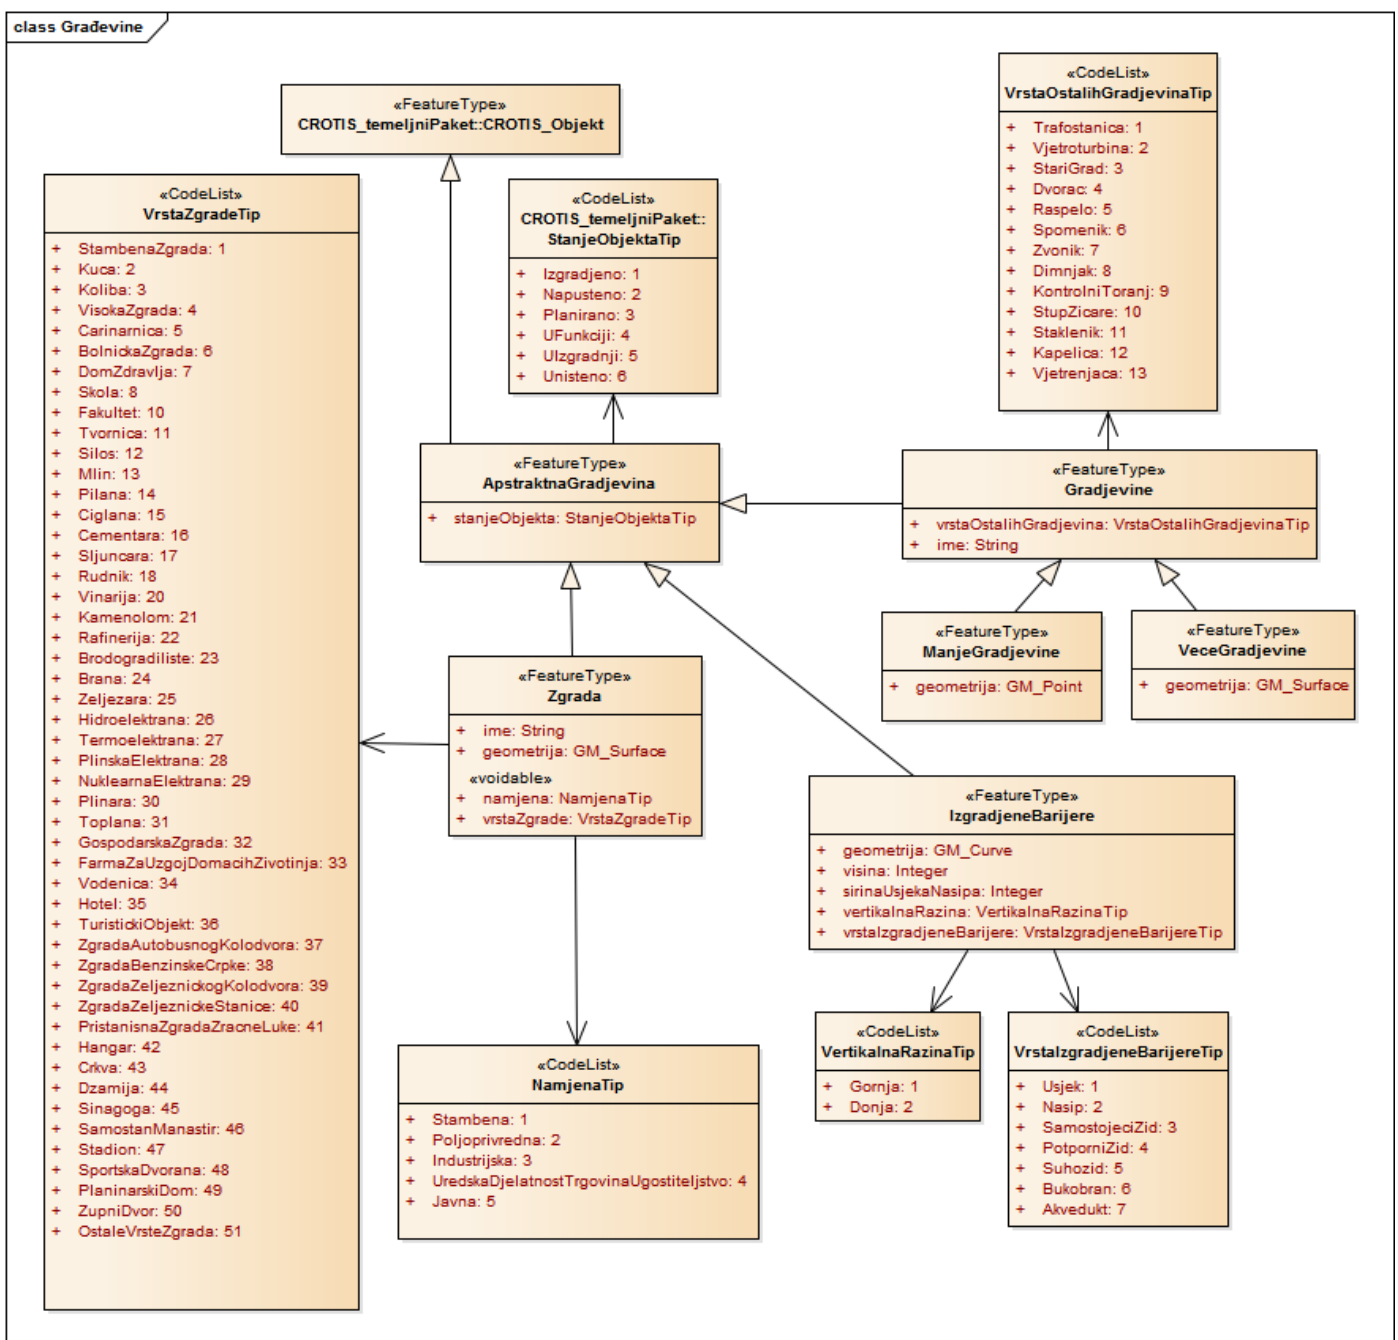 class Građevine
«FeatureType»
CROTIS_temeljniPaket::CROTIS_Objekt
«CodeList»
VrstaZgradeTip
+ StambenaZgrada: 1
+ Kuca: 2
+ Koliba: 3
+ VisokaZgrada: 4
+ Carinarnica: 5
+ BolnickaZgrada: 6
+ DomZdravlja: 7
+ Skola: 8
+ Fakultet: 10
+ Tvornica: 11
+ Silos: 12
+ Mlin: 13
+ Pilana: 14
+ Ciglana: 15
+ Cementara: 16
+ Sljuncara: 17
+ Rudnik: 18
+ Vinarija: 20
+ Kamenolom: 21
+ Rafinerija: 22
+ Brodogradiliste: 23
+ Brana: 24
+ Zeljezara: 25
+ Hidroelektrana: 26
+ Termoelektrana: 27
+ PlinskaElektrana: 28
+ NuklearnaElektrana: 29
+ Plinara: 30
+ Toplana: 31
+ GospodarskaZgrada: 32
+ FarmaZaUzgojDomacihZivotinja: 33
+ Vodenica: 34
+ Hotel: 35
+ TuristickiObjekt: 36
+ ZgradaAutobusnogKolodvora: 37
+ ZgradaBenzinskeCrpke: 38
+ ZgradaZeljeznickogKolodvora: 39
+ ZgradaZeljeznickeStanice: 40
+ PristanisnaZgradaZracneLuke: 41
+ Hangar: 42
+ Crkva: 43
+ Dzamija: 44
+ Sinagoga: 45
+ SamostanManastir: 46
+ Stadion: 47
+ SportskaDvorana: 48
+ PlaninarskiDom: 49
+ ZupniDvor: 50
+ OstaleVrsteZgrada: 51
«CodeList»
CROTIS_temeljniPaket::
StanjeObjektaTip
+ Izgradjeno: 1
+ Napusteno: 2
+ Planirano: 3
+ UFunkciji: 4
+ UIzgradnji: 5
+ Unisteno: 6
«CodeList»
VrstaOstalihGradjevinaTip
+ Trafostanica: 1
+ Vjetroturbina: 2
+ StariGrad: 3
+ Dvorac: 4
+ Raspelo: 5
+ Spomenik: 6
+ Zvonik: 7
+ Dimnjak: 8
+ KontrolniToranj: 9
+ StupZicare: 10
+ Staklenik: 11
+ Kapelica: 12
+ Vjetrenjaca: 13
«FeatureType»
ApstraktnaGradjevina
+ stanjeObjekta: StanjeObjektaTip
«FeatureType»
Gradjevine
+ vrstaOstalihGradjevina: VrstaOstalihGradjevinaTip
+ ime: String
«FeatureType»
ManjeGradjevine
+ geometrija: GM_Point
«FeatureType»
VeceGradjevine
+ geometrija: GM_Surface
«FeatureType»
Zgrada
+ ime: String
+ geometrija: GM_Surface
«voidable»
+ namjena: NamjenaTip
+ vrstaZgrade: VrstaZgradeTip
«FeatureType»
IzgradjeneBarijere
+ geometrija: GM_Curve
+ visina: Integer
+ sirinaUsjekaNasipa: Integer
+ vertikalnaRazina: VertikalnaRazinaTip
+ vrstaIzgradjeneBarijere: VrstaIzgradjeneBarijereTip
«CodeList»
NamjenaTip
+ Stambena: 1
+ Poljoprivredna: 2
+ Industrijska: 3
+ UredskaDjelatnostTrgovinaUgostiteljstvo: 4
+ Javna: 5
«CodeList»
VertikalnaRazinaTip
+ Gornja: 1
+ Donja: 2
«CodeList»
VrstaIzgradjeneBarijereTip
+ Usjek: 1
+ Nasip: 2
+ SamostojeciZid: 3
+ PotporniZid: 4
+ Suhozid: 5
+ Bukobran: 6
+ Akvedukt: 7